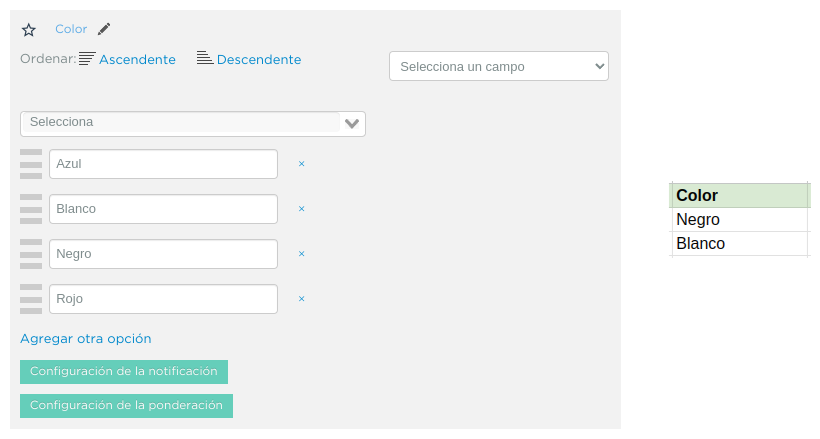 Color
Ordenar: Ascendente Descendente
Selecciona un campo
Selecciona
Azul ×
Blanco ×
Negro ×
Rojo ×
Agregar otra opción
Configuración de la notificación
Configuración de la ponderación
Color
Negro
Blanco